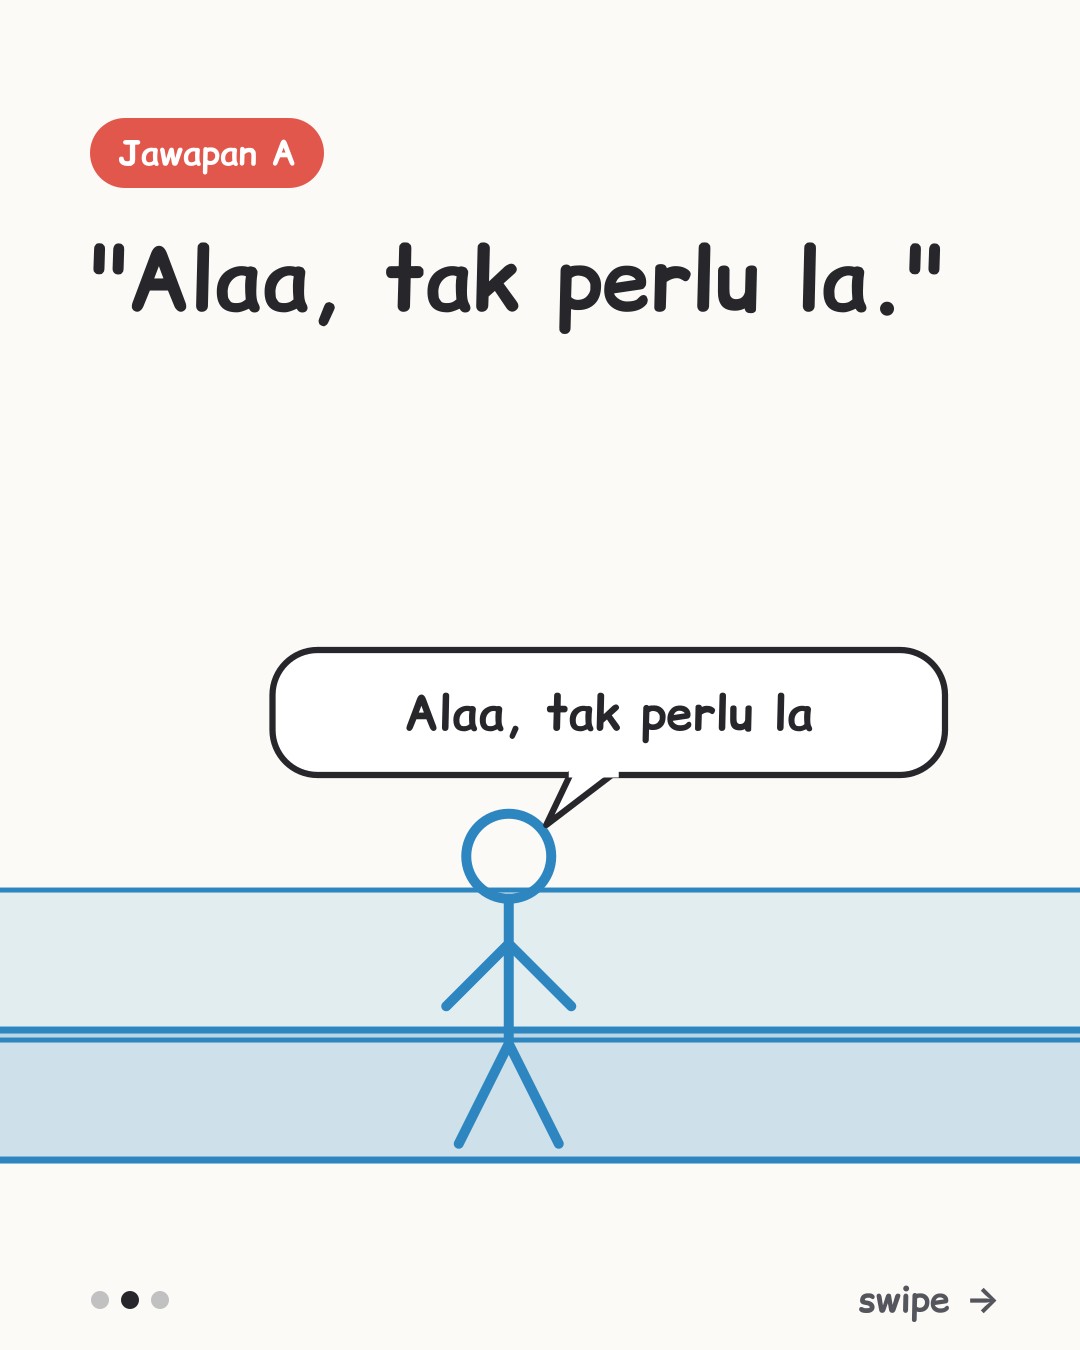 Jawapan A
"Alaa, tak perlu la."
Alaa, tak perlu la
swipe →